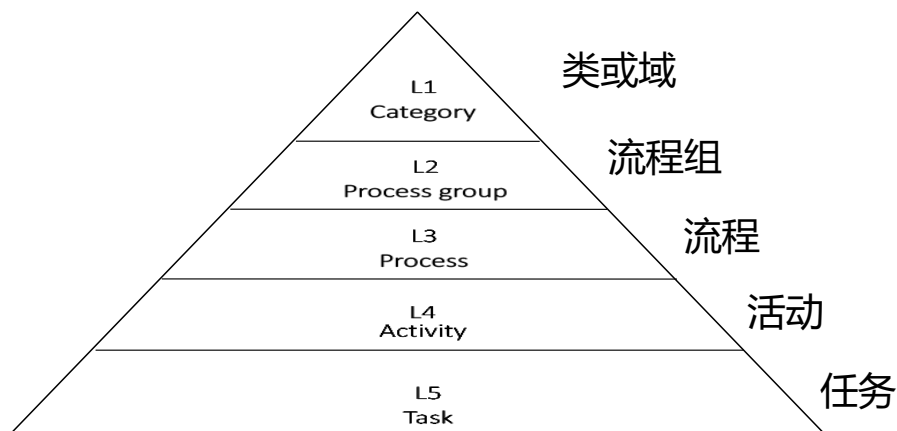 L1
Category
类或域
L2
Process group
流程组
L3
Process
流程
L4
Activity
活动
L5
Task
任务